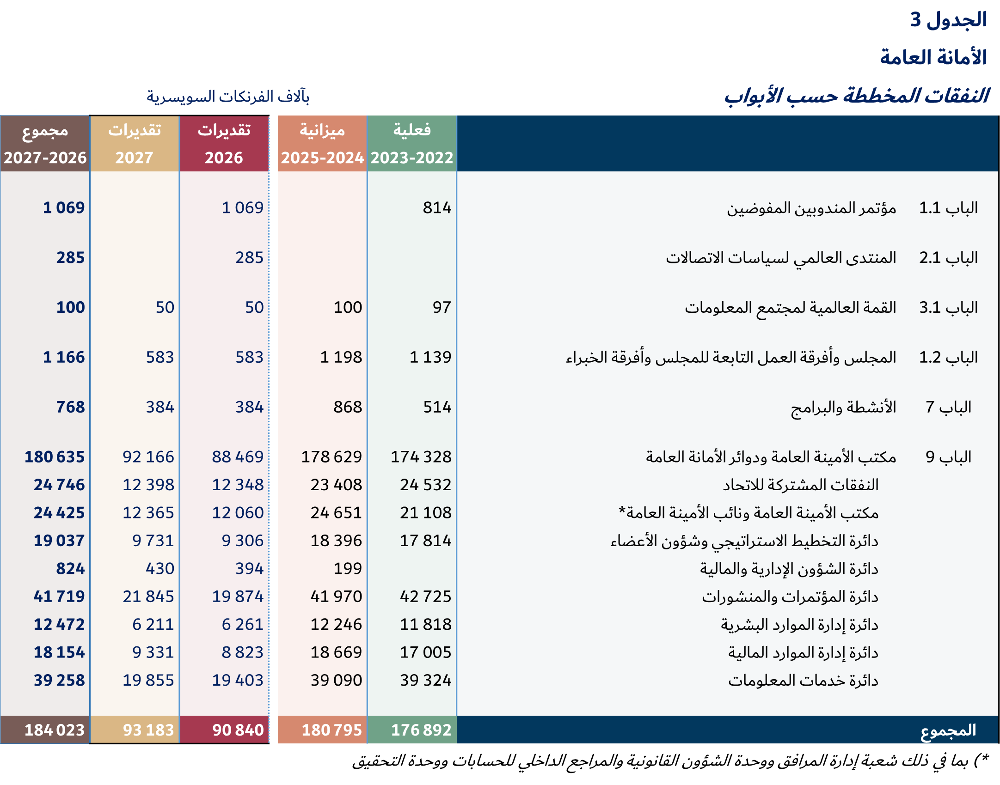 الجدول 3
الأمانة العامة
النفقات المخططة حسب الأبواب بآلاف الفرنكات السويسرية
فعلية ميزانية تقديرات تقديرات مجموع
2023-2022 2025-2024 2026 2027 2027-2026
الباب 1.1 مؤتمر المندوبين المفوضين 814 1 069 1 069
الباب 2.1 المنتدى العالمي لسياسات الاتصالات 285 285
الباب 3.1 القمة العالمية لمجتمع المعلومات 97 100 50 50 100
الباب 1.2 المجلس وأفرقة العمل التابعة للمجلس وأفرقة الخبراء 1 139 1 198 583 583 1 166
الباب 7 الأنشطة والبرامج 514 868 384 384 768
الباب 9 مكتب الأمينة العامة ودوائر الأمانة العامة 174 328 178 629 88 469 92 166 180 635
النفقات المشتركة للاتحاد 24 532 23 408 12 348 12 398 24 746
مكتب الأمينة العامة ونائب الأمينة العامة* 21 108 24 651 12 060 12 365 24 425
دائرة التخطيط الاستراتيجي وشؤون الأعضاء 17 814 18 396 9 306 9 731 19 037
دائرة الشؤون الإدارية والمالية 199 394 430 824
دائرة المؤتمرات والمنشورات 42 725 41 970 19 874 21 845 41 719
دائرة إدارة الموارد البشرية 11 818 12 246 6 261 6 211 12 472
دائرة إدارة الموارد المالية 17 005 18 669 8 823 9 331 18 154
دائرة خدمات المعلومات 39 324 39 090 19 403 19 855 39 258
المجموع 176 892 180 795 90 840 93 183 184 023
*) بما في ذلك شعبة إدارة المرافق ووحدة الشؤون القانونية والمراجع الداخلي للحسابات ووحدة التحقيق